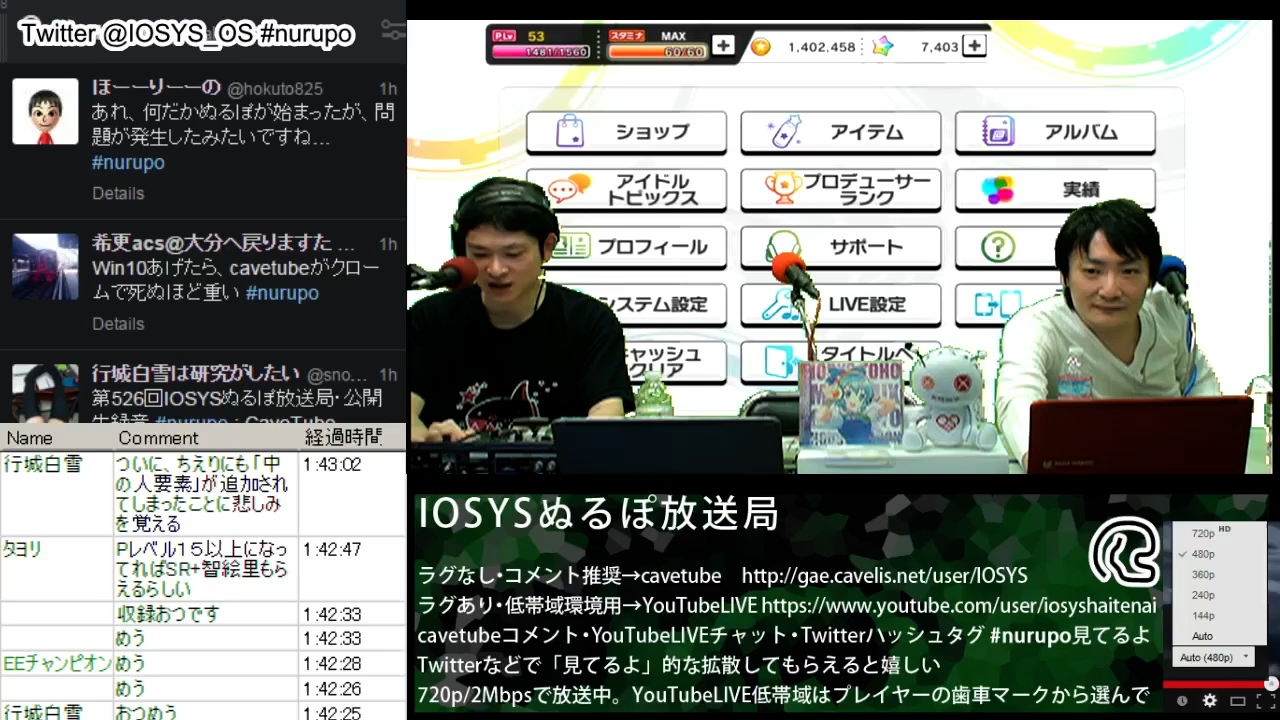 Twitter @IOSYS_OS #nurupo
ほーーりーーの @hokuto825 1h
あれ、何だかぬるぽが始まったが、問
題が発生したみたいですね...
#nurupo
Details
希更acs@大分へ戻りますた ... 1h
Win10あげたら、cavetubeがクロー
ムで死ぬほど重い #nurupo
Details
行城白雪は研究がしたい @sno... 1h
第526回IOSYSぬるぽ放送局・公開
生録音 #nurupo : CaveTube
Name Comment 経過時間
行城白雪 ついに、ちえりにも「中 1:43:02
の人要素」が追加され
てしまったことに悲しみ
を覚える
タヨリ Pレベル15以上になっ 1:42:47
てればSR+智絵里もら
えるらしい
収録おつです 1:42:33
めう 1:42:33
EEチャンピオン めう 1:42:28
めう 1:42:26
行城白雪 おつめう 1:42:25
PLv 53 スタミナ MAX
1481/1560 60/60 + 1,402,458 7,403 +
ショップ アイテム アルバム
アイドル
トピックス
プロデューサー
ランク
実績
プロフィール サポート ?
システム設定 LIVE設定
キャッシュ
クリア
タイトルへ
IOSYSぬるぽ放送局
ラグなし・コメント推奨→cavetube http://gae.cavelis.net/user/IOSYS
ラグあり・低帯域環境用→YouTubeLIVE https://www.youtube.com/user/iosyshaitenai
cavetubeコメント・YouTubeLIVEチャット・Twitterハッシュタグ #nurupo見てるよ
Twitterなどで「見てるよ」的な拡散してもらえると嬉しい
720p/2Mbpsで放送中。YouTubeLIVE低帯域はプレイヤーの歯車マークから選んで
720p HD
480p
360p
240p
144p
Auto
Auto (480p)